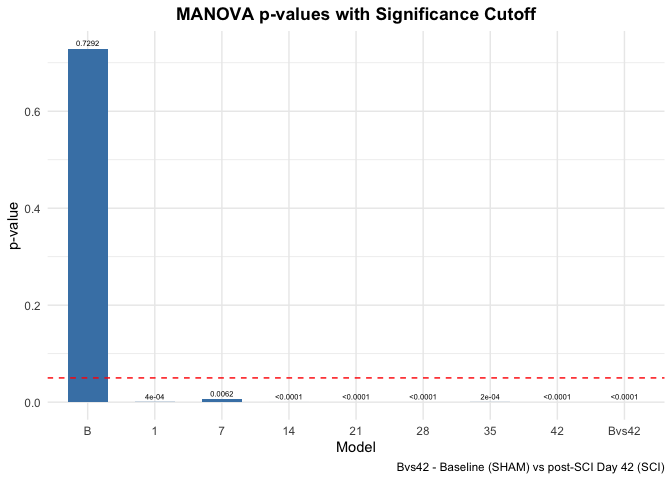 MANOVA p-values with Significance Cutoff
0.7292
0.6
0.4
p-value
0.2
4e-04 0.0062 <0.0001 <0.0001 <0.0001 2e-04 <0.0001 <0.0001
0.0
B 1 7 14 21 28 35 42 Bvs42
Model
Bvs42 - Baseline (SHAM) vs post-SCI Day 42 (SCI)